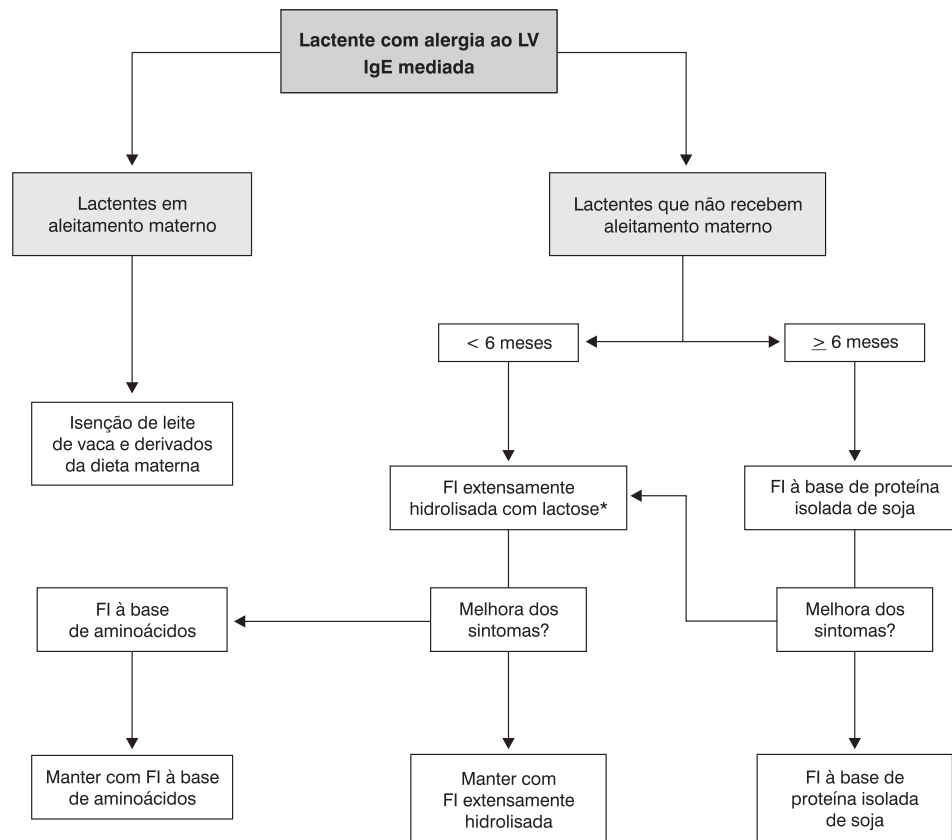 Lactente com alergia ao LV
IgE mediada
Lactentes em
aleitamento materno
Lactentes que não recebem
aleitamento materno
< 6 meses
≥ 6 meses
Isenção de leite
de vaca e derivados
da dieta materna
FI extensamente
hidrolisada com lactose*
FI à base de proteína
isolada de soja
FI à base
de aminoácidos
Melhora dos
sintomas?
Melhora dos
sintomas?
Manter com FI à base
de aminoácidos
Manter com
FI extensamente
hidrolisada
FI à base de
proteína isolada
de soja